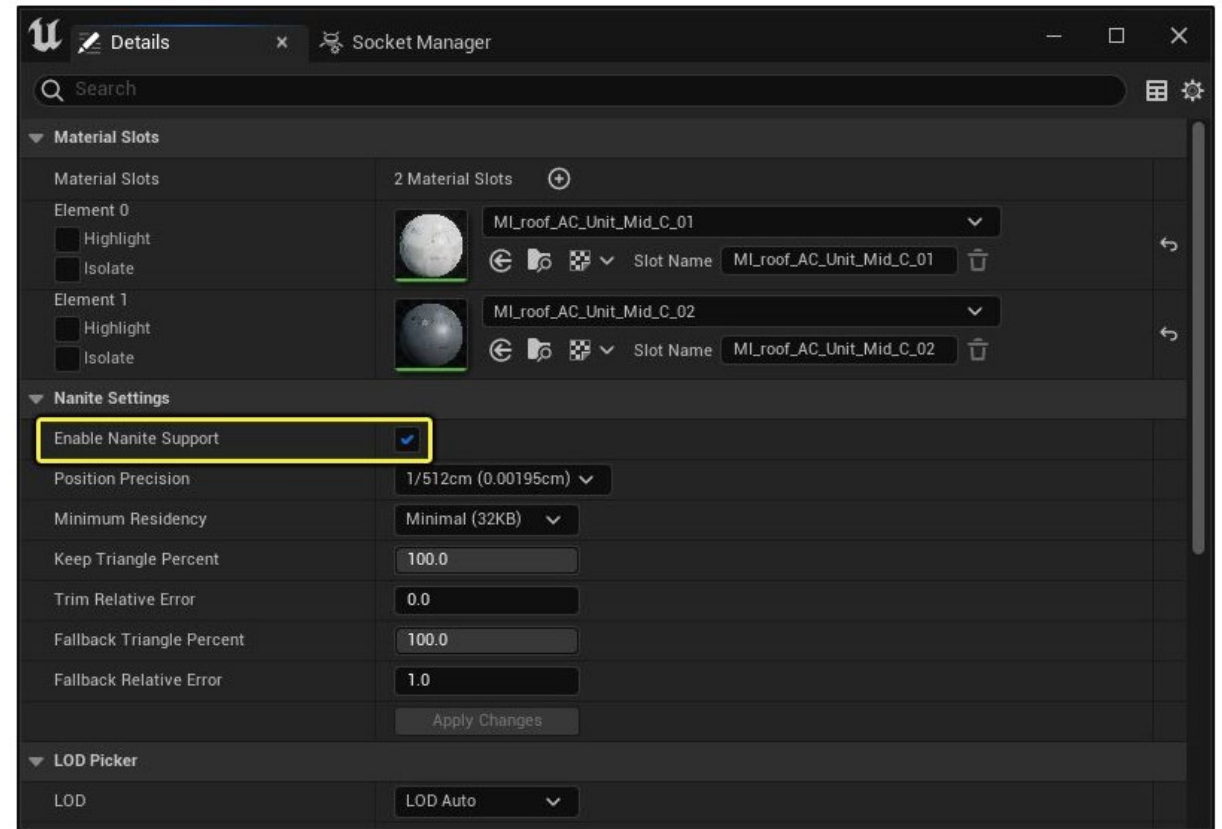 Details
Socket Manager
Search
Material Slots
Material Slots 2 Material Slots
Element 0
MI_roof_AC_Unit_Mid_C_01
Highlight
Isolate
Slot Name MI_roof_AC_Unit_Mid_C_01
Element 1
MI_roof_AC_Unit_Mid_C_02
Highlight
Isolate
Slot Name MI_roof_AC_Unit_Mid_C_02
Nanite Settings
Enable Nanite Support
Position Precision 1/512cm (0.00195cm)
Minimum Residency Minimal (32KB)
Keep Triangle Percent 100.0
Trim Relative Error 0.0
Fallback Triangle Percent 100.0
Fallback Relative Error 1.0
Apply Changes
LOD Picker
LOD LOD Auto